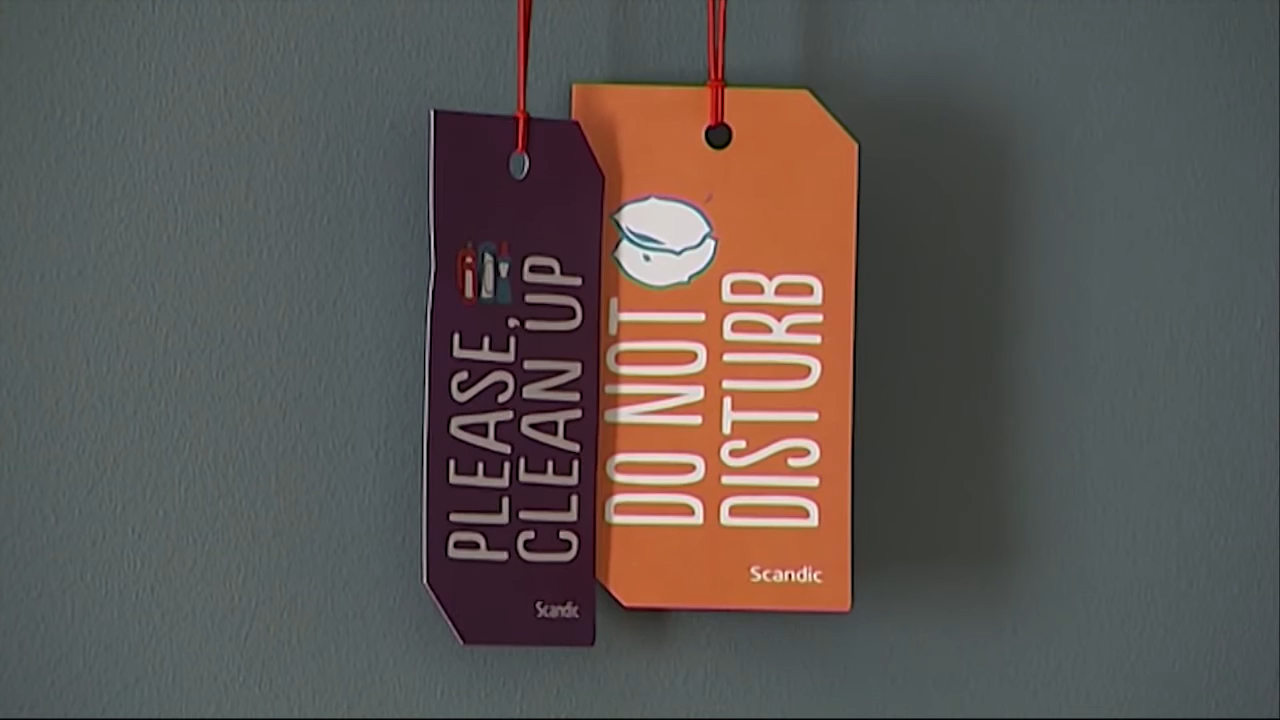 PLEASE,
CLEAN UP
Scandic
DO NOT
DISTURB
Scandic